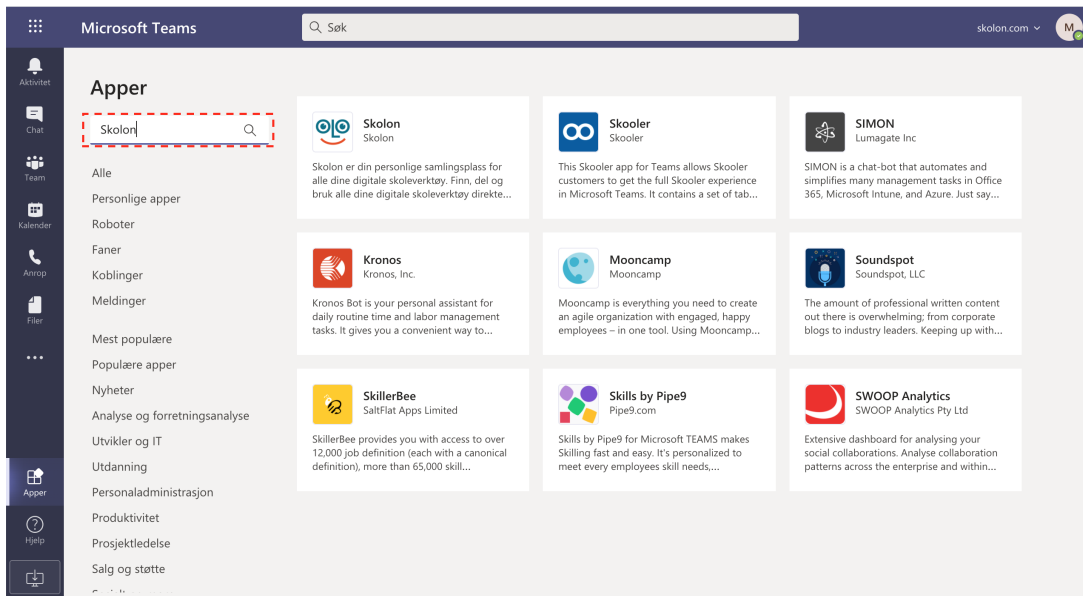 Microsoft Teams
Søk
skolon.com
M
Aktivitet
Chat
Team
Kalender
Anrop
Filer
Apper
Hjelp
Apper
Skolon
Alle
Personlige apper
Roboter
Faner
Koblinger
Meldinger
Mest populære
Populære apper
Nyheter
Analyse og forretningsanalyse
Utvikler og IT
Utdanning
Personaladministrasjon
Produktivitet
Prosjektledelse
Salg og støtte
Skolon
Skolon
Skolon er din personlige samlingsplass for
alle dine digitale skoleverktøy. Finn, del og
bruk alle dine digitale skoleverktøy direkte...
Skooler
Skooler
This Skooler app for Teams allows Skooler
customers to get the full Skooler experience
in Microsoft Teams. It contains a set of tab...
SIMON
Lumagate Inc
SIMON is a chat-bot that automates and
simplifies many management tasks in Office
365, Microsoft Intune, and Azure. Just say...
Kronos
Kronos, Inc.
Kronos Bot is your personal assistant for
daily routine time and labor management
tasks. It gives you a convenient way to...
Mooncamp
Mooncamp
Mooncamp is everything you need to create
an agile organization with engaged, happy
employees – in one tool. Using Mooncamp...
Soundspot
Soundspot, LLC
The amount of professional written content
out there is overwhelming; from corporate
blogs to industry leaders. Keeping up with...
SkillerBee
SaltFlat Apps Limited
SkillerBee provides you with access to over
12,000 job definition (each with a canonical
definition), more than 65,000 skill...
Skills by Pipe9
Pipe9.com
Skills by Pipe9 for Microsoft TEAMS makes
Skilling fast and easy. It's personalized to
meet every employees skill needs,...
SWOOP Analytics
SWOOP Analytics Pty Ltd
Extensive dashboard for analysing your
social collaborations. Analyse collaboration
patterns across the enterprise and within...